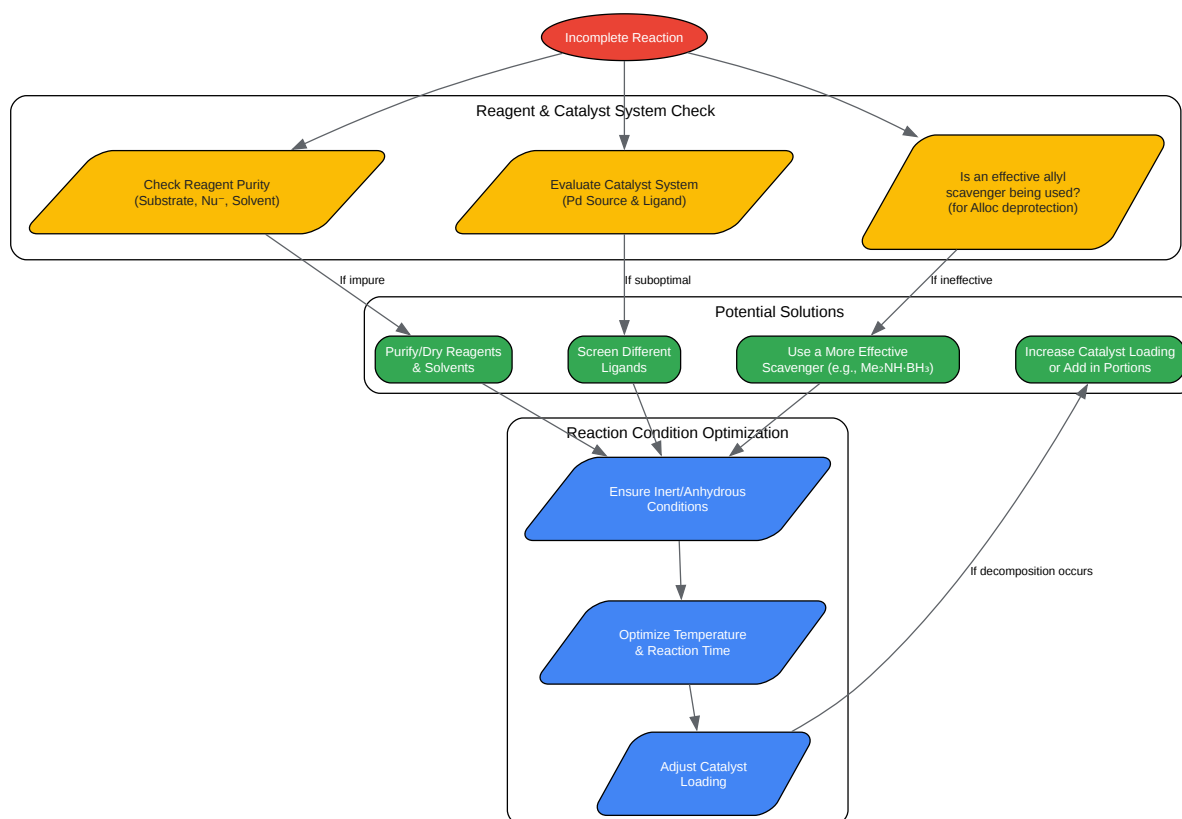 Incomplete Reaction
Reagent & Catalyst System Check
Check Reagent Purity
(Substrate, Nu⁻, Solvent)
Evaluate Catalyst System
(Pd Source & Ligand)
Is an effective allyl
scavenger being used?
(for Alloc deprotection)
If impure
If suboptimal
If ineffective
Potential Solutions
Purify/Dry Reagents
& Solvents
Screen Different
Ligands
Use a More Effective
Scavenger (e.g., Me₂NH·BH₃)
Increase Catalyst Loading
or Add in Portions
Reaction Condition Optimization
Ensure Inert/Anhydrous
Conditions
If decomposition occurs
Optimize Temperature
& Reaction Time
Adjust Catalyst
Loading